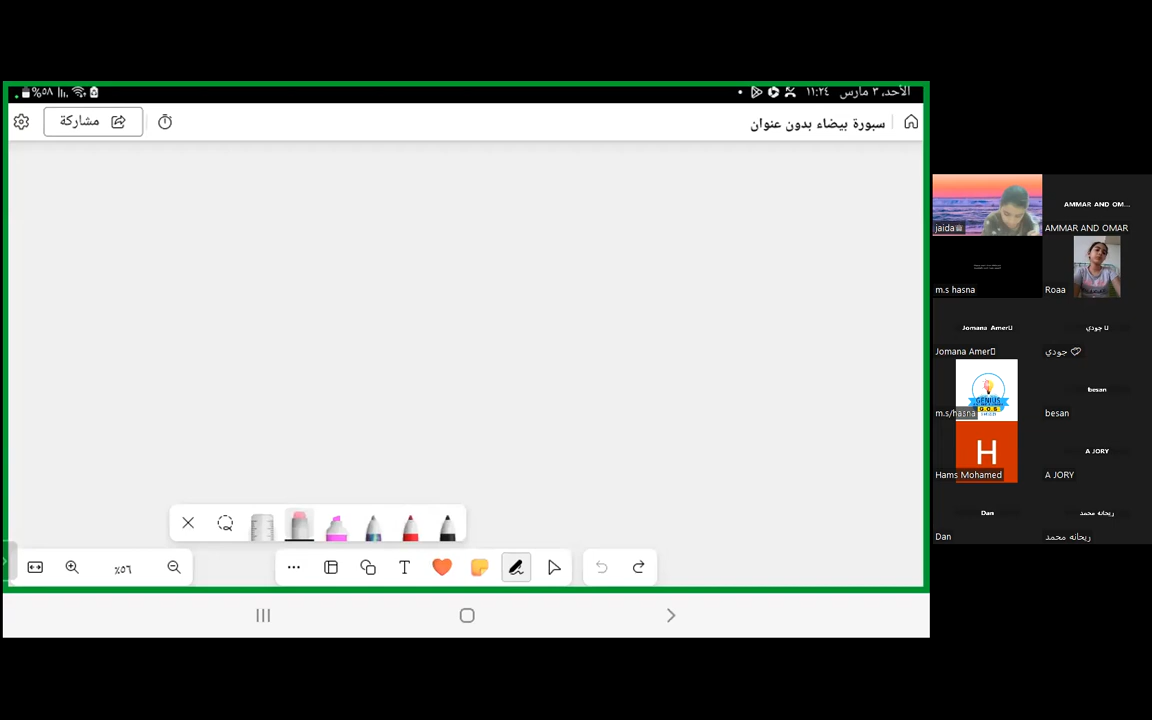 الأحد، ٣ مارس ١١:٢٤
٥٨%
سبورة بيضاء بدون عنوان
مشاركة
T
٥٦٪
jaida
AMMAR AND OM...
AMMAR AND OMAR
m.s hasna
Roaa
Jomana Amer
Jomana Amer
جودي
جودي
GENIUS
m.s/hasna
besan
besan
H
Hams Mohamed
A JORY
A JORY
Dan
Dan
ريحانه محمد
ريحانه محمد